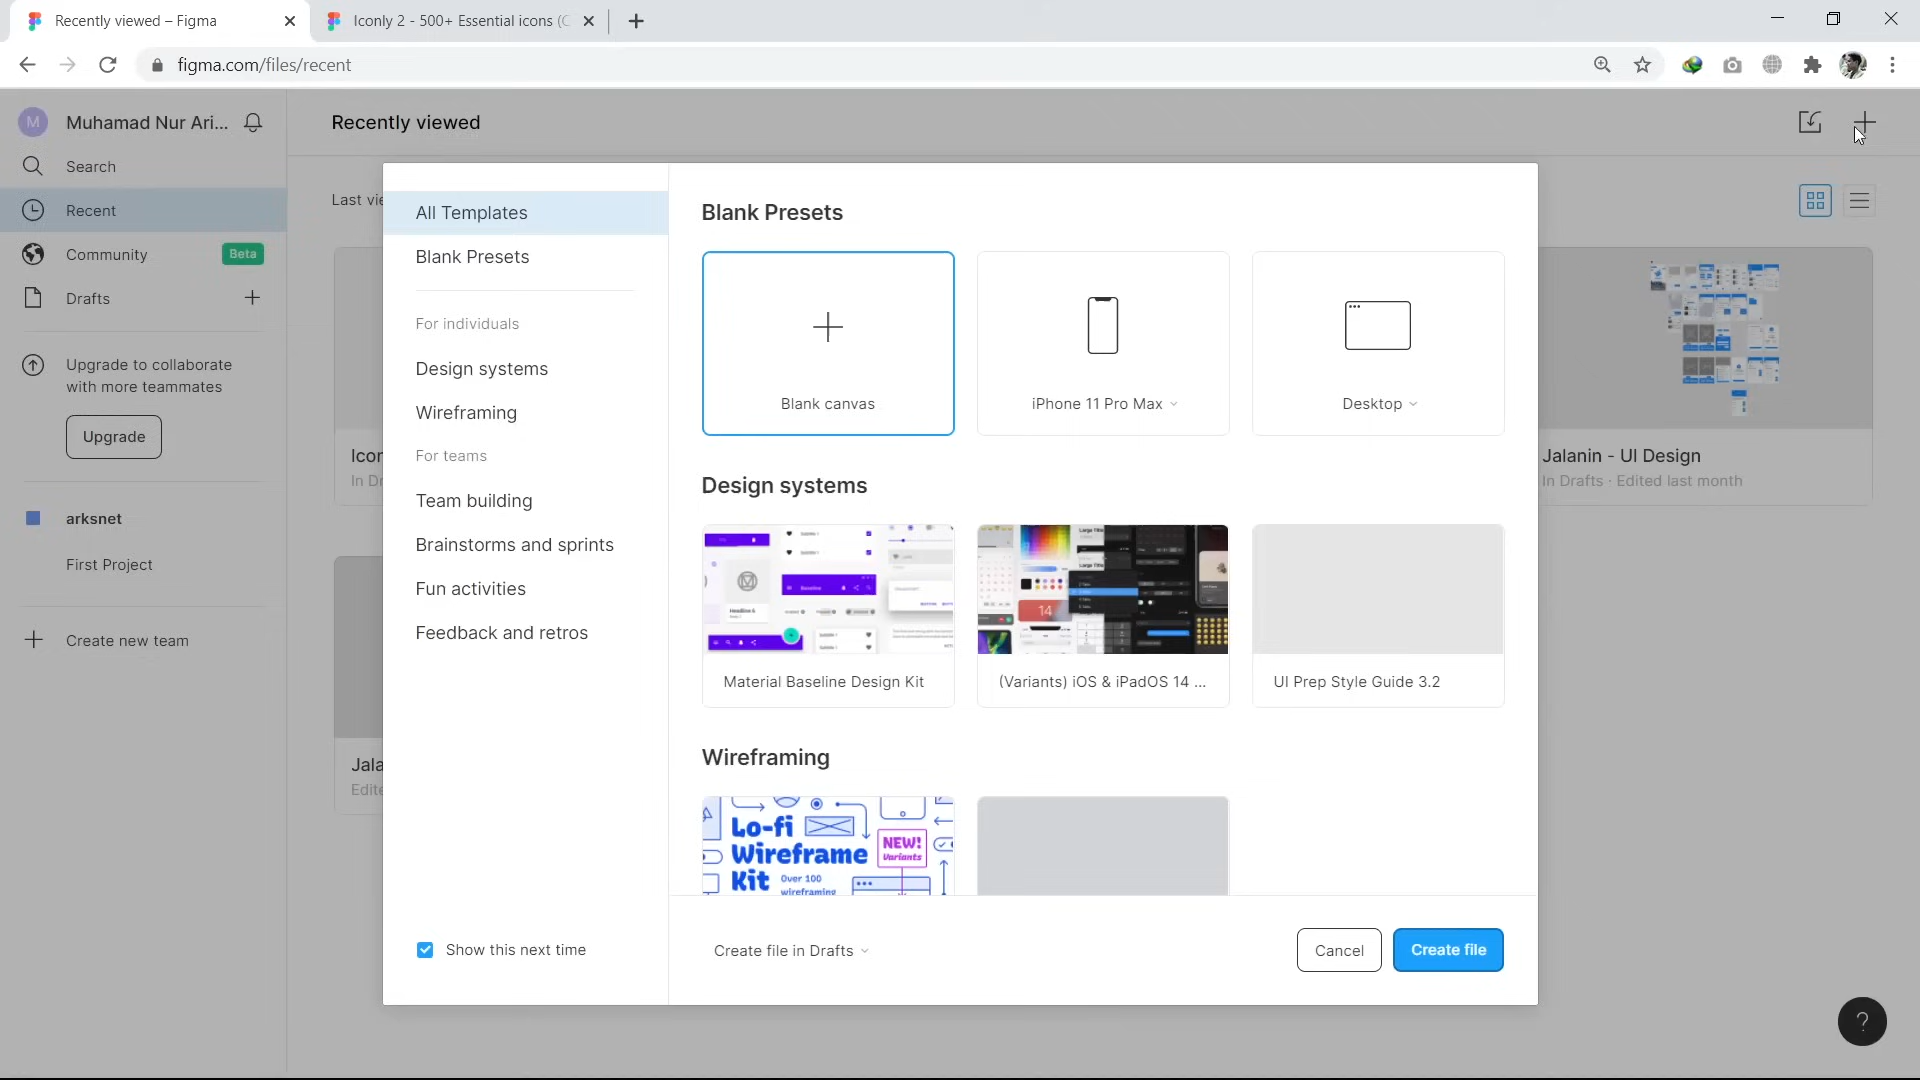 Recently viewed – Figma
Iconly 2 - 500+ Essential icons (
figma.com/files/recent
M
Muhamad Nur Ari...
Search
Recent
Community
Beta
Drafts
Upgrade to collaborate
with more teammates
Upgrade
arksnet
First Project
Create new team
Recently viewed
Last vie
Icon
In Dr
Jala
Edite
Jalanin - UI Design
In Drafts · Edited last month
All Templates
Blank Presets
For individuals
Design systems
Wireframing
For teams
Team building
Brainstorms and sprints
Fun activities
Feedback and retros
Show this next time
Blank Presets
Blank canvas
iPhone 11 Pro Max
Desktop
Design systems
Material Baseline Design Kit
(Variants) iOS & iPadOS 14 ...
UI Prep Style Guide 3.2
14
Wireframing
Lo-fi
Wireframe
Kit
Over 100
wireframing
NEW!
Variants
Create file in Drafts
Cancel
Create file
?